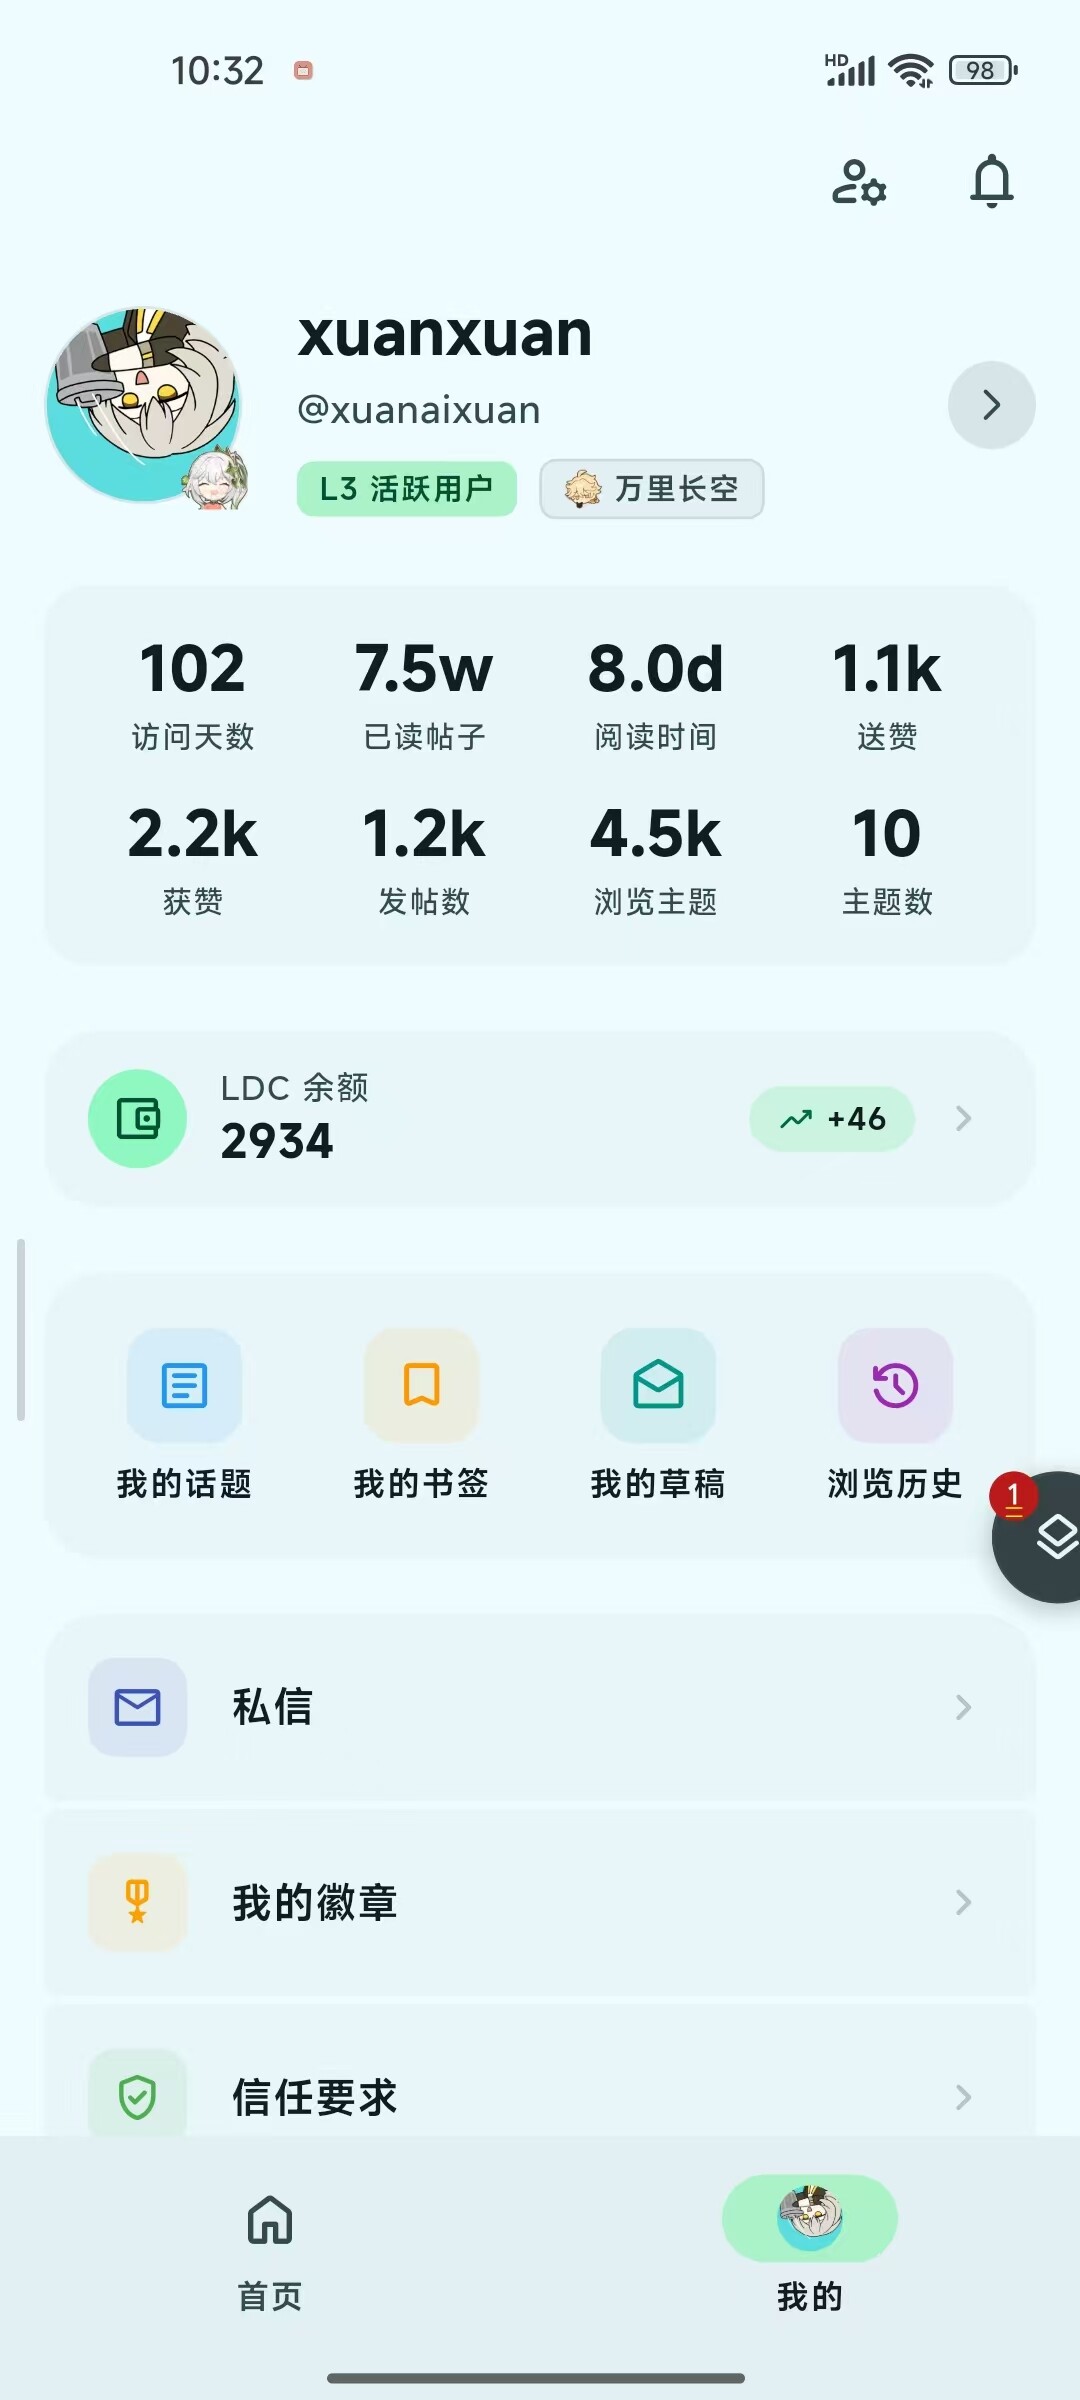 10:32
HD
98
xuanxuan
@xuanaixuan
L3 活跃用户
万里长空
102
7.5w
8.0d
1.1k
访问天数
已读帖子
阅读时间
送赞
2.2k
1.2k
4.5k
10
获赞
发帖数
浏览主题
主题数
LDC 余额
2934
+46
我的话题
我的书签
我的草稿
浏览历史
1
私信
我的徽章
信任要求
首页
我的